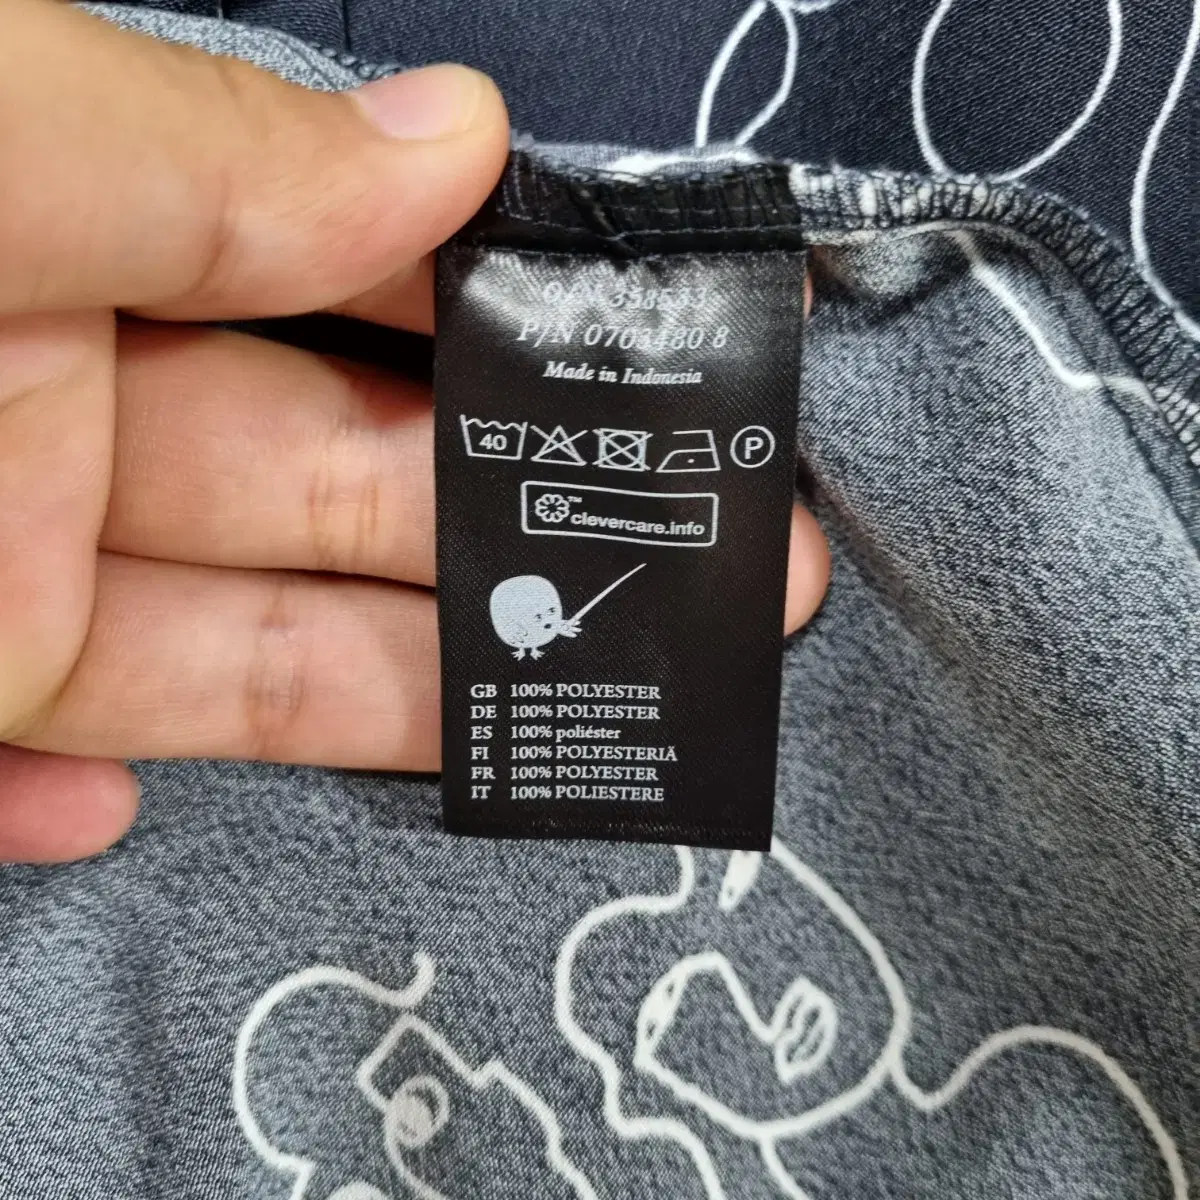 P/N 0703480 8
Made in Indonesia
40
P
™
clevercare.info
GB 100% POLYESTER
DE 100% POLYESTER
ES 100% poliéster
FI 100% POLYESTERIÄ
FR 100% POLYESTER
IT 100% POLIESTERE